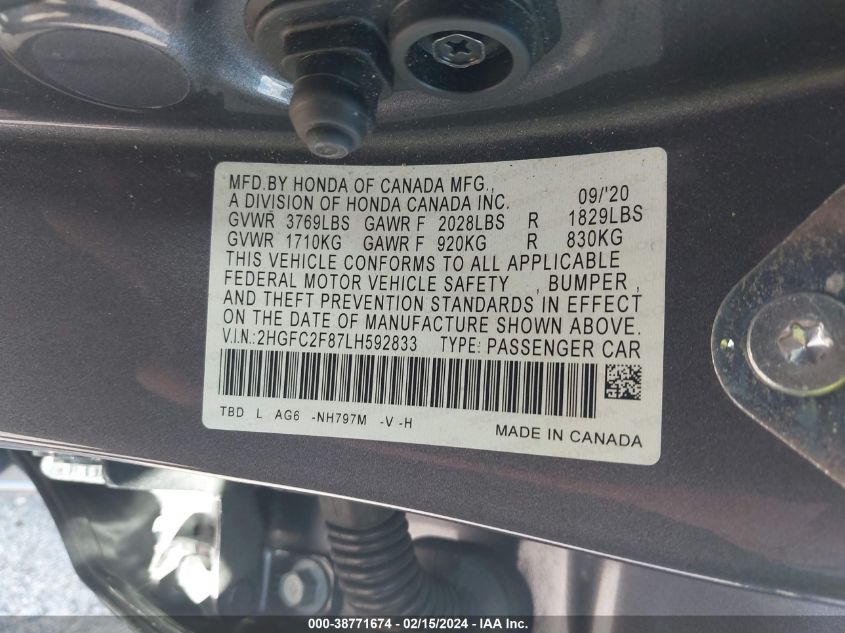 MFD.BY HONDA OF CANADA MFG.,
A DIVISION OF HONDA CANADA INC. 09/'20
GVWR 3769LBS GAWR F 2028LBS R 1829LBS
GVWR 1710KG GAWR F 920KG R 830KG
THIS VEHICLE CONFORMS TO ALL APPLICABLE
FEDERAL MOTOR VEHICLE SAFETY , BUMPER ,
AND THEFT PREVENTION STANDARDS IN EFFECT
ON THE DATE OF MANUFACTURE SHOWN ABOVE.
V.I.N.:2HGFC2F87LH592833 TYPE: PASSENGER CAR
TBD L AG6 -NH797M -V -H
MADE IN CANADA
000-38771674 - 02/15/2024 - IAA Inc.